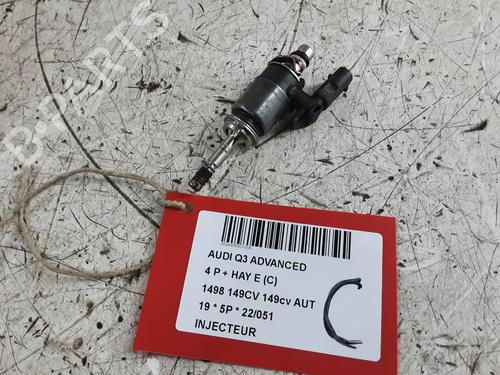 B-PARTS
AUDI Q3 ADVANCED
4 P + HAY E (C)
1498 149CV 149cv AUT
19 * 5P * 22/051
INJECTEUR
C